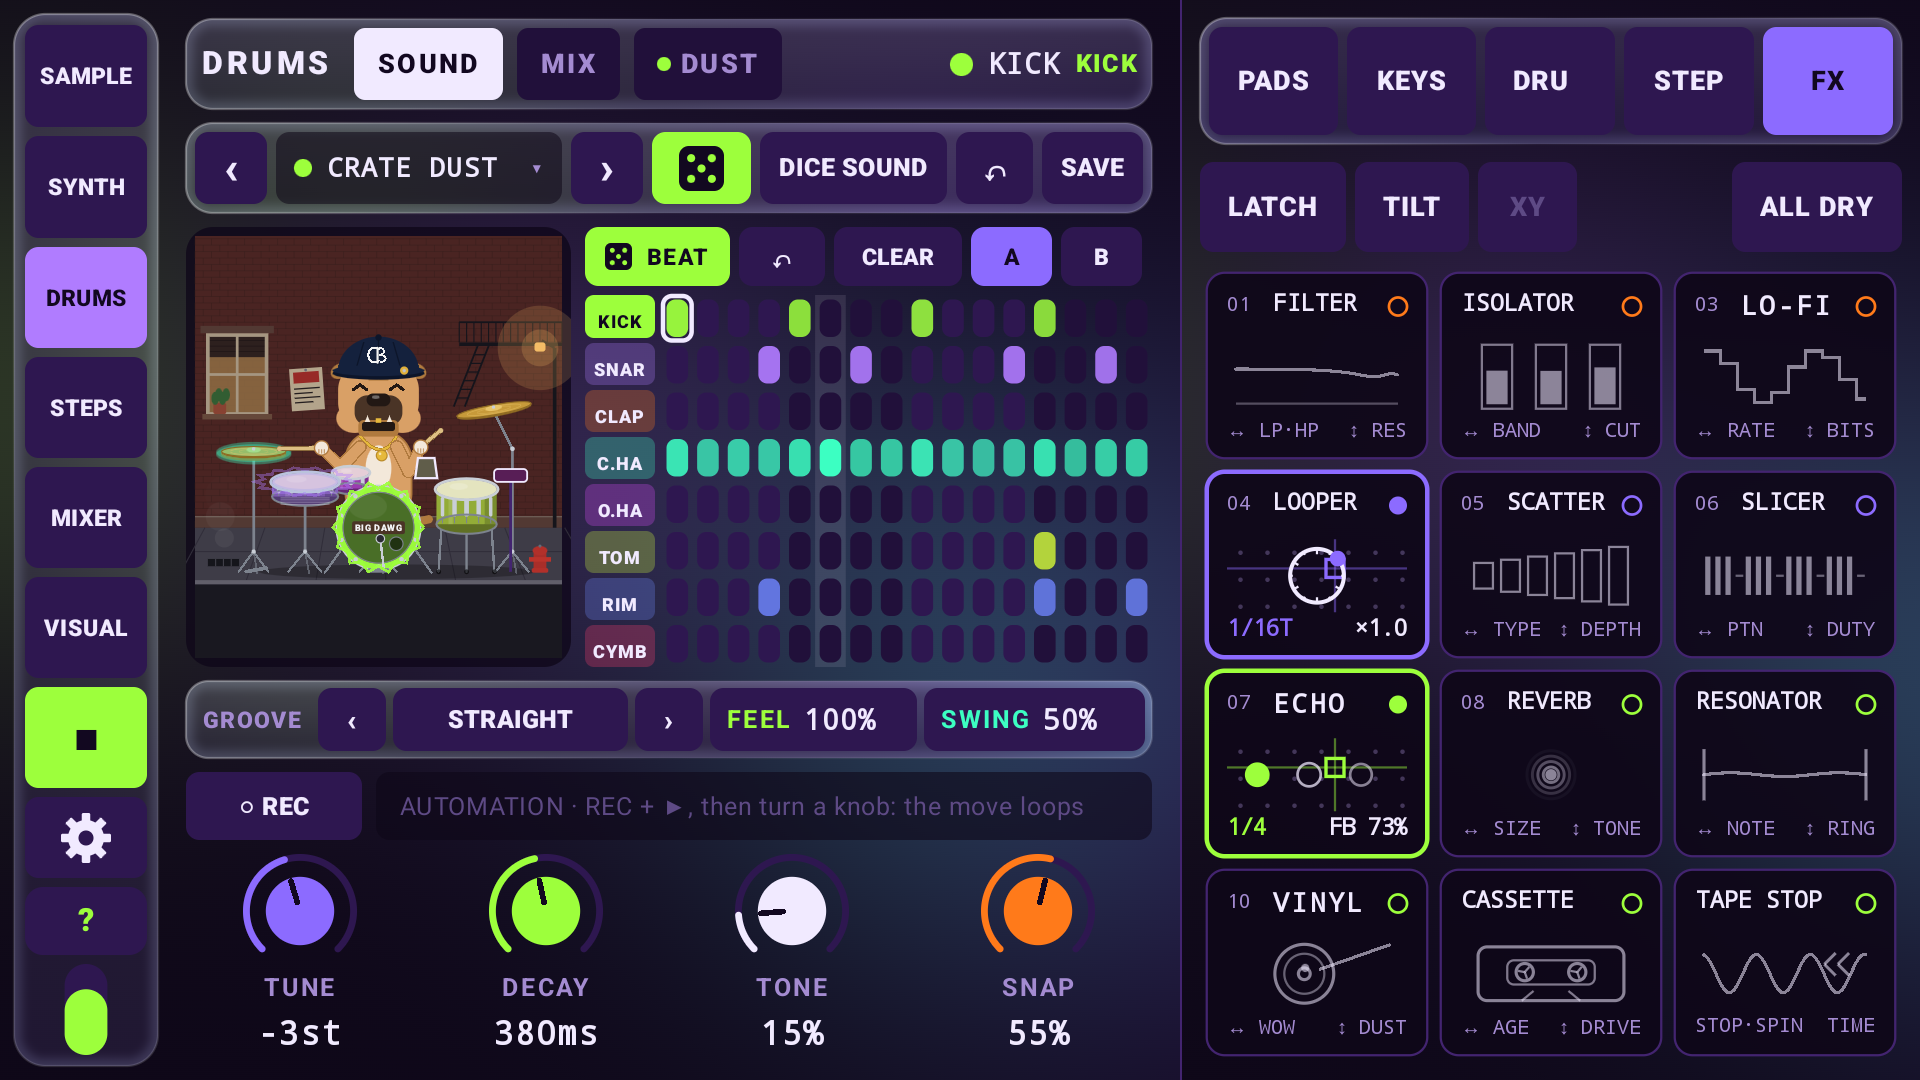 SAMPLE
SYNTH
DRUMS
STEPS
MIXER
VISUAL
?
DRUMS SOUND MIX DUST KICK KICK
‹ CRATE DUST ▾ › DICE SOUND SAVE
BEAT CLEAR A B
KICK
SNAR
CLAP
C.HA
O.HA
TOM
RIM
CYMB
CB
BIG DAWG
GROOVE ‹ STRAIGHT › FEEL 100% SWING 50%
REC AUTOMATION · REC + ►, then turn a knob: the move loops
TUNE DECAY TONE SNAP
-3st 380ms 15% 55%
PADS KEYS DRU STEP FX
LATCH TILT XY ALL DRY
01 FILTER
↔ LP·HP ↕ RES
ISOLATOR
↔ BAND ↕ CUT
03 LO-FI
↔ RATE ↕ BITS
04 LOOPER
1/16T ×1.0
05 SCATTER
↔ TYPE ↕ DEPTH
06 SLICER
↔ PTN ↕ DUTY
07 ECHO
1/4 FB 73%
08 REVERB
↔ SIZE ↕ TONE
RESONATOR
↔ NOTE ↕ RING
10 VINYL
↔ WOW ↕ DUST
CASSETTE
↔ AGE ↕ DRIVE
TAPE STOP
STOP·SPIN TIME